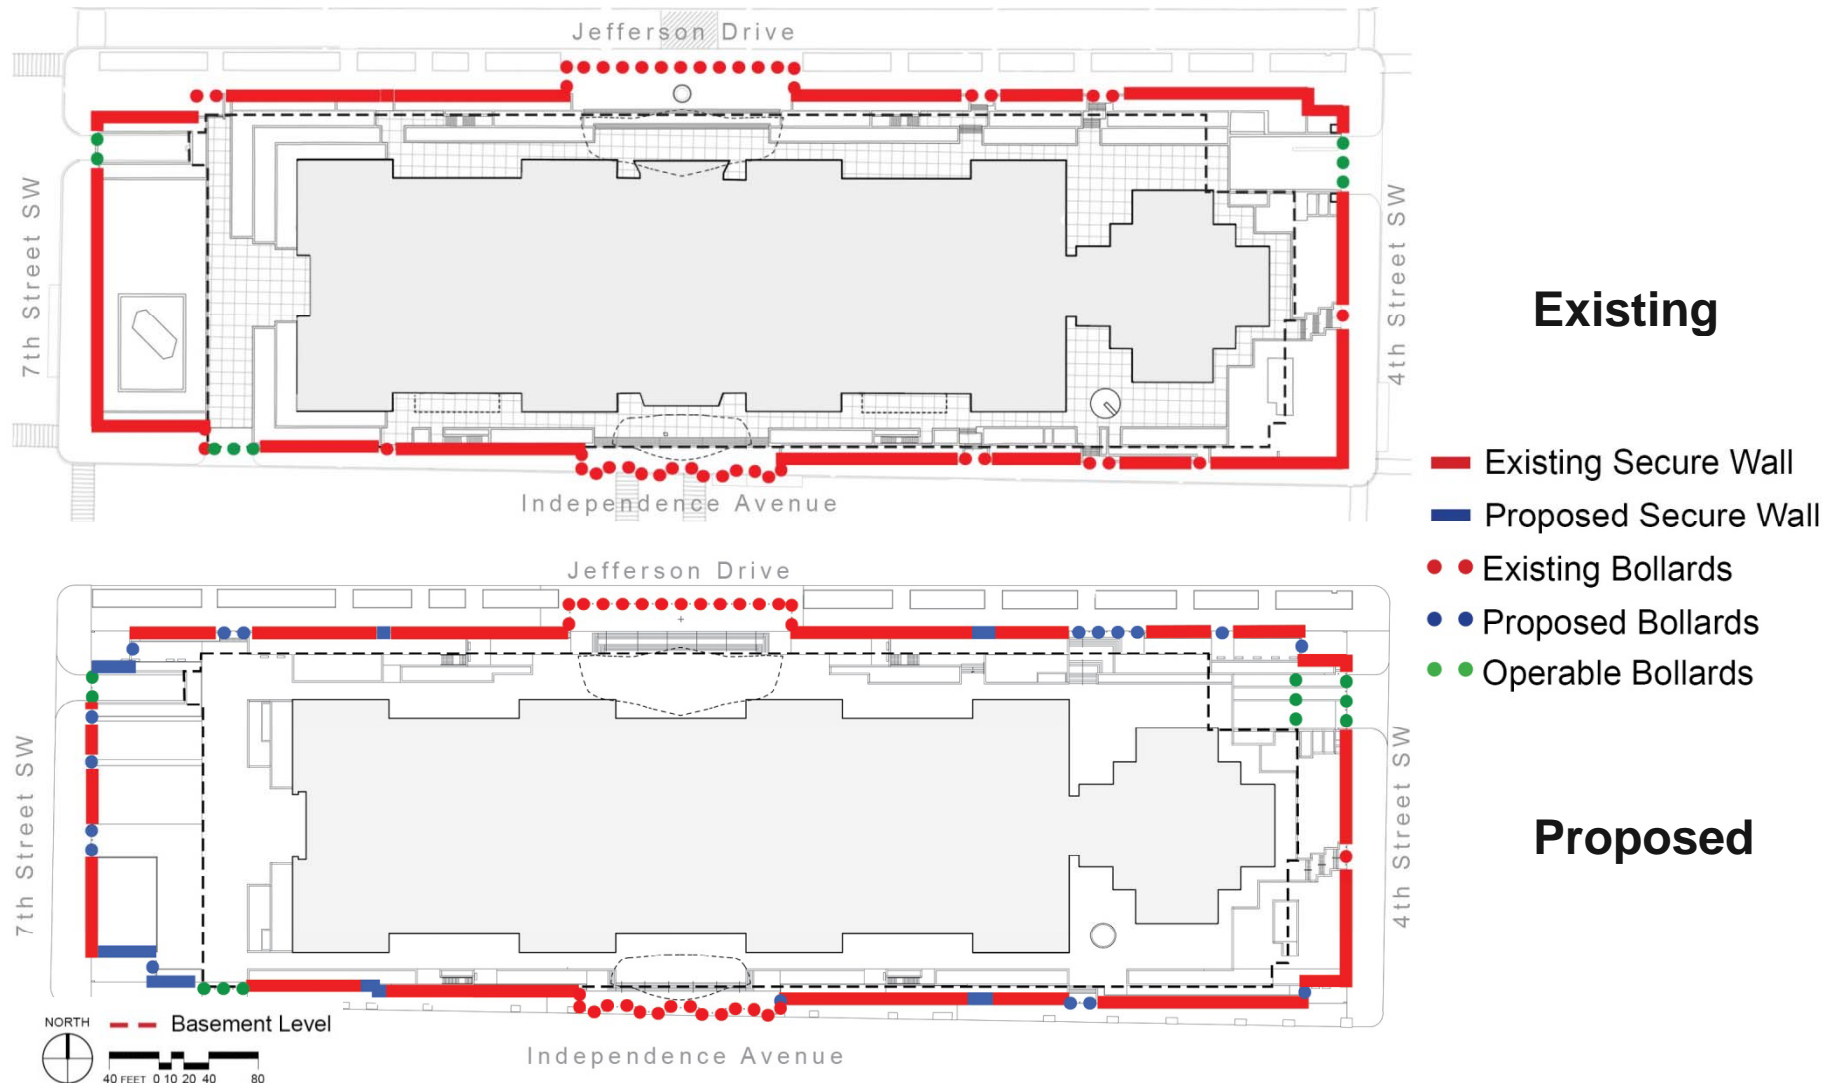 Jefferson Drive
7th Street SW
4th Street SW
Independence Avenue
Existing
Existing Secure Wall
Proposed Secure Wall
Existing Bollards
Proposed Bollards
Operable Bollards
Jefferson Drive
7th Street SW
4th Street SW
Proposed
NORTH
Basement Level
40 FEET 0 10 20 40 80
Independence Avenue